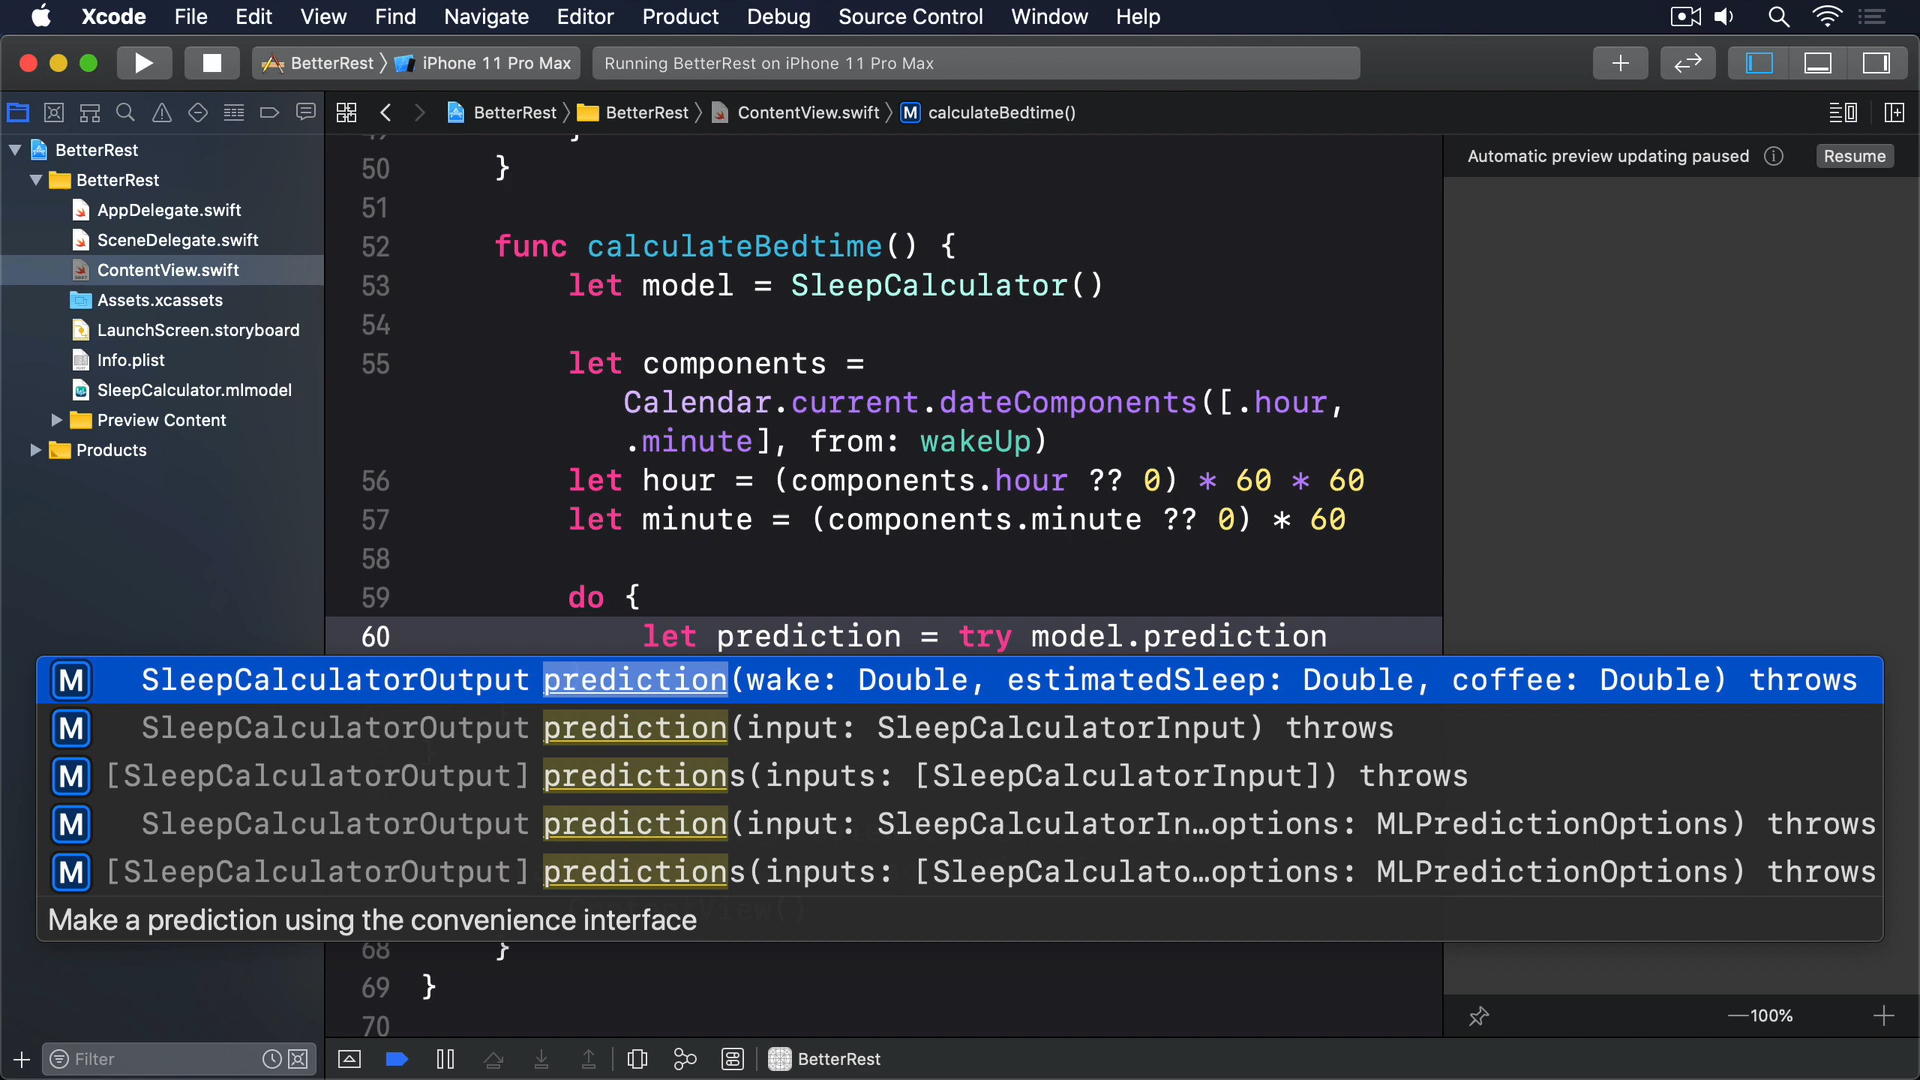 Xcode File Edit View Find Navigate Editor Product Debug Source Control Window Help
BetterRest iPhone 11 Pro Max Running BetterRest on iPhone 11 Pro Max
BetterRest BetterRest ContentView.swift M calculateBedtime()
BetterRest
BetterRest
AppDelegate.swift
SceneDelegate.swift
ContentView.swift
Assets.xcassets
LaunchScreen.storyboard
Info.plist
SleepCalculator.mlmodel
Preview Content
Products
Filter
50 }
51
52 func calculateBedtime() {
53 let model = SleepCalculator()
54
55 let components =
Calendar.current.dateComponents([.hour,
.minute], from: wakeUp)
56 let hour = (components.hour ?? 0) * 60 * 60
57 let minute = (components.minute ?? 0) * 60
58
59 do {
60 let prediction = try model.prediction
M SleepCalculatorOutput prediction(wake: Double, estimatedSleep: Double, coffee: Double) throws
M SleepCalculatorOutput prediction(input: SleepCalculatorInput) throws
M [SleepCalculatorOutput] predictions(inputs: [SleepCalculatorInput]) throws
M SleepCalculatorOutput prediction(input: SleepCalculatorIn…options: MLPredictionOptions) throws
M [SleepCalculatorOutput] predictions(inputs: [SleepCalculato…options: MLPredictionOptions) throws
Make a prediction using the convenience interface
68 }
69 }
70
Automatic preview updating paused Resume
100%
BetterRest